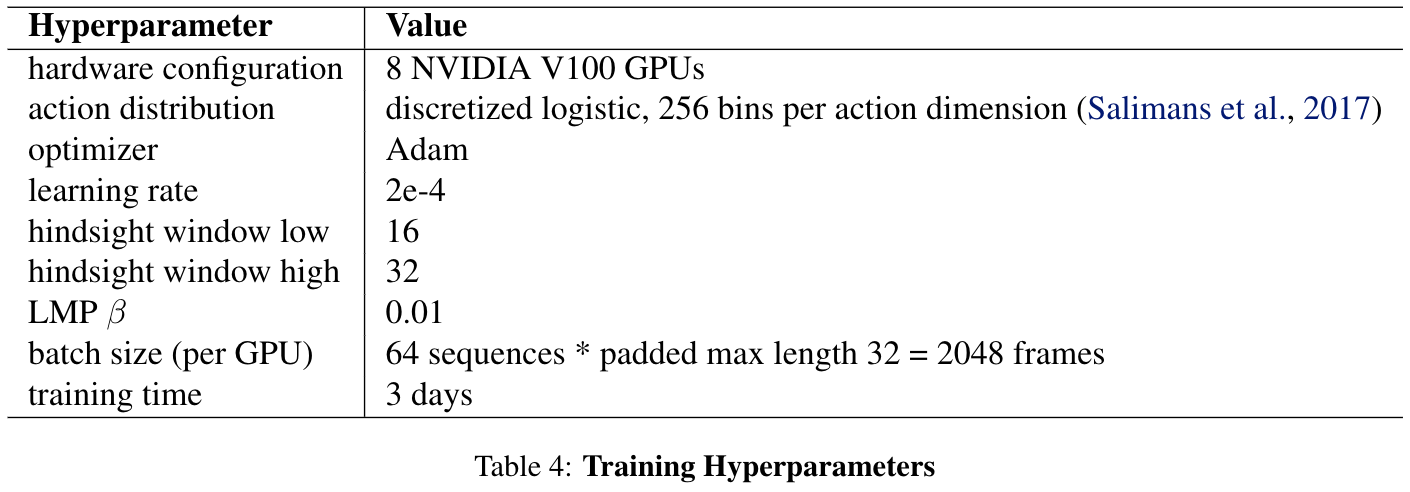 Hyperparameter Value
hardware configuration 8 NVIDIA V100 GPUs
action distribution discretized logistic, 256 bins per action dimension (Salimans et al., 2017)
optimizer Adam
learning rate 2e-4
hindsight window low 16
hindsight window high 32
LMP β 0.01
batch size (per GPU) 64 sequences * padded max length 32 = 2048 frames
training time 3 days
Table 4: Training Hyperparameters